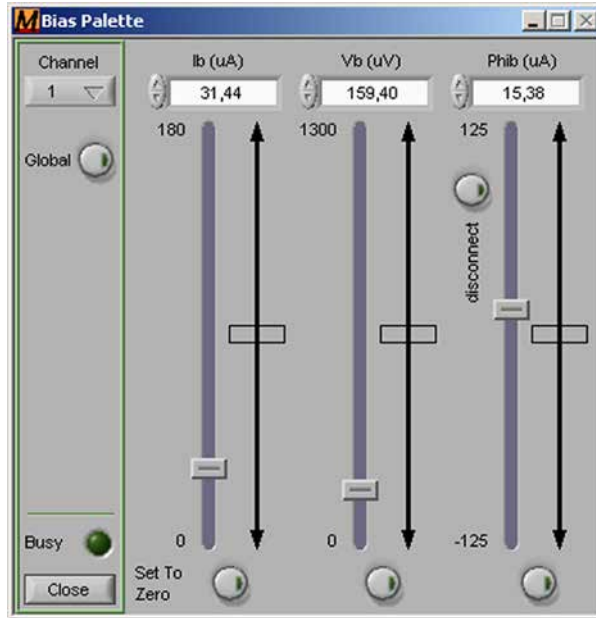 M Bias Palette
Channel
1
Global
Busy
Close
Ib (uA)
31,44
180
0
Set To
Zero
Vb (uV)
159,40
1300
0
Phib (uA)
15,38
125
disconnect
-125